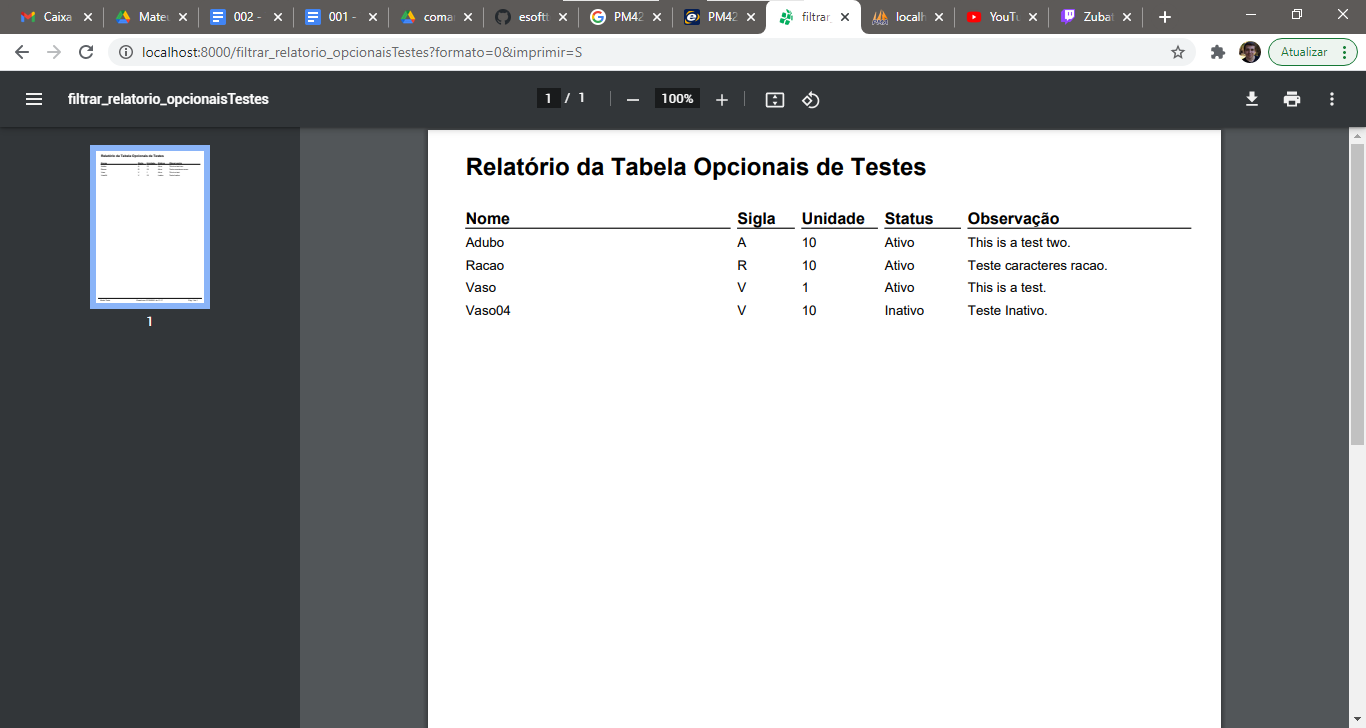 Caixa
Mate
002 -
001 -
coma
esoftt
PM42
PM42
filtrar
localh
YouTu
Zubat
localhost:8000/filtrar_relatorio_opcionaisTestes?formato=0&imprimir=S
Atualizar
filtrar_relatorio_opcionaisTestes
1 / 1
100%
1
Relatório da Tabela Opcionais de Testes
Nome Sigla Unidade Status Observação
Adubo A 10 Ativo This is a test two.
Racao R 10 Ativo Teste caracteres racao.
Vaso V 1 Ativo This is a test.
Vaso04 V 10 Inativo Teste Inativo.